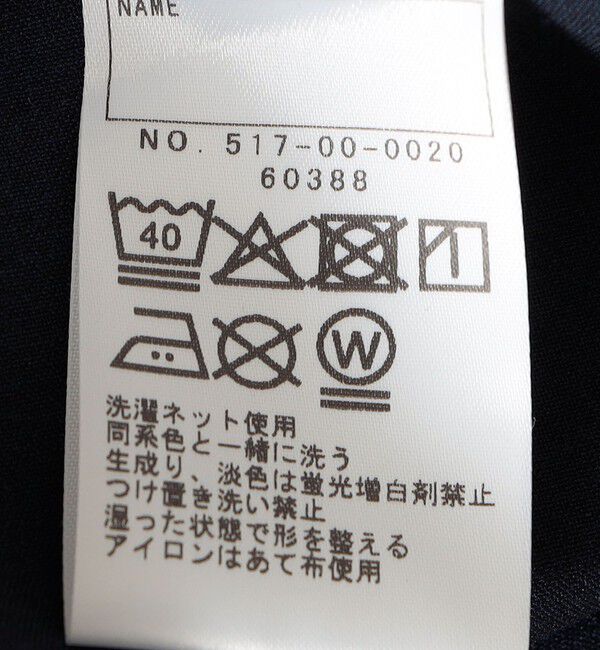 NAME
NO. 517-00-0020
60388
40
W
洗濯ネット使用
同系色と一緒に洗う
生成り、淡色は蛍光増白剤禁止
つけ置き洗い禁止
湿った状態で形を整える
アイロンはあて布使用